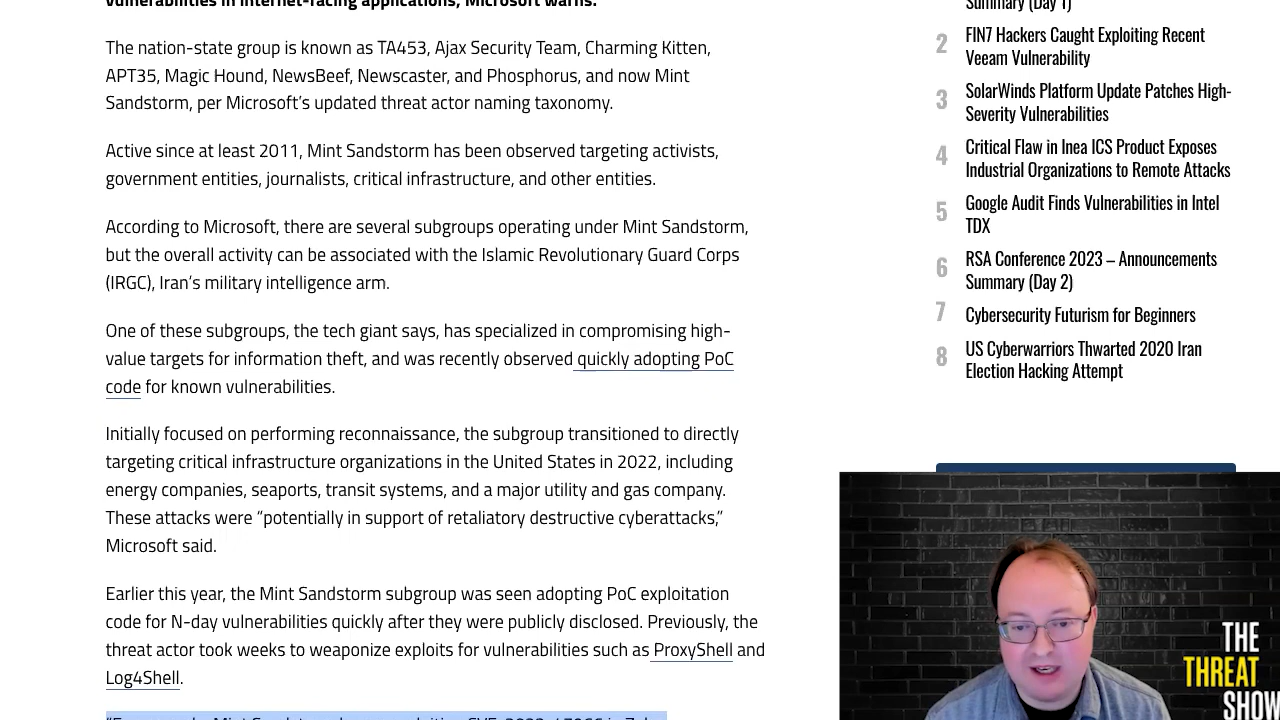 vulnerabilities in internet-facing applications, Microsoft warns.
The nation-state group is known as TA453, Ajax Security Team, Charming Kitten,
APT35, Magic Hound, NewsBeef, Newscaster, and Phosphorus, and now Mint
Sandstorm, per Microsoft’s updated threat actor naming taxonomy.
Active since at least 2011, Mint Sandstorm has been observed targeting activists,
government entities, journalists, critical infrastructure, and other entities.
According to Microsoft, there are several subgroups operating under Mint Sandstorm,
but the overall activity can be associated with the Islamic Revolutionary Guard Corps
(IRGC), Iran’s military intelligence arm.
One of these subgroups, the tech giant says, has specialized in compromising high-
value targets for information theft, and was recently observed quickly adopting PoC
code for known vulnerabilities.
Initially focused on performing reconnaissance, the subgroup transitioned to directly
targeting critical infrastructure organizations in the United States in 2022, including
energy companies, seaports, transit systems, and a major utility and gas company.
These attacks were “potentially in support of retaliatory destructive cyberattacks,”
Microsoft said.
Earlier this year, the Mint Sandstorm subgroup was seen adopting PoC exploitation
code for N-day vulnerabilities quickly after they were publicly disclosed. Previously, the
threat actor took weeks to weaponize exploits for vulnerabilities such as ProxyShell and
Log4Shell.
Summary (Day 1)
2 FIN7 Hackers Caught Exploiting Recent
Veeam Vulnerability
3 SolarWinds Platform Update Patches High-
Severity Vulnerabilities
4 Critical Flaw in Inea ICS Product Exposes
Industrial Organizations to Remote Attacks
5 Google Audit Finds Vulnerabilities in Intel
TDX
6 RSA Conference 2023 – Announcements
Summary (Day 2)
7 Cybersecurity Futurism for Beginners
8 US Cyberwarriors Thwarted 2020 Iran
Election Hacking Attempt
THE
THREAT
SHOW